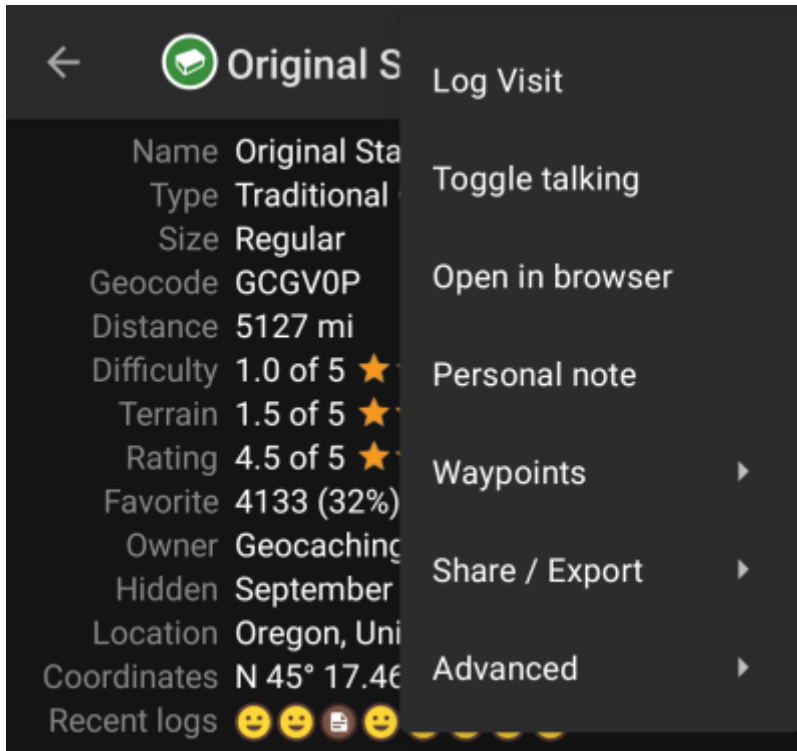 Original S
Log Visit
Toggle talking
Open in browser
Personal note
Waypoints
Share / Export
Advanced
Name Original Sta
Type Traditional
Size Regular
Geocode GCGV0P
Distance 5127 mi
Difficulty 1.0 of 5
Terrain 1.5 of 5
Rating 4.5 of 5
Favorite 4133 (32%)
Owner Geocaching
Hidden September
Location Oregon, Uni
Coordinates N 45° 17.46
Recent logs